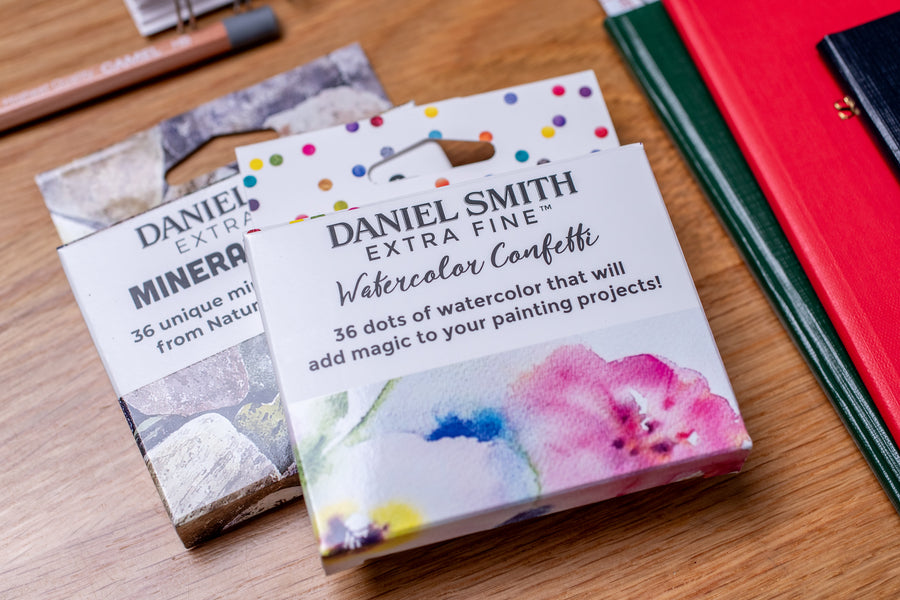 CAMEL
DANIEL
EXTRA
MINERA
36 unique mi
from Natur
DANIEL SMITH
EXTRA FINE™
Watercolor Confetti
36 dots of watercolor that will
add magic to your painting projects!